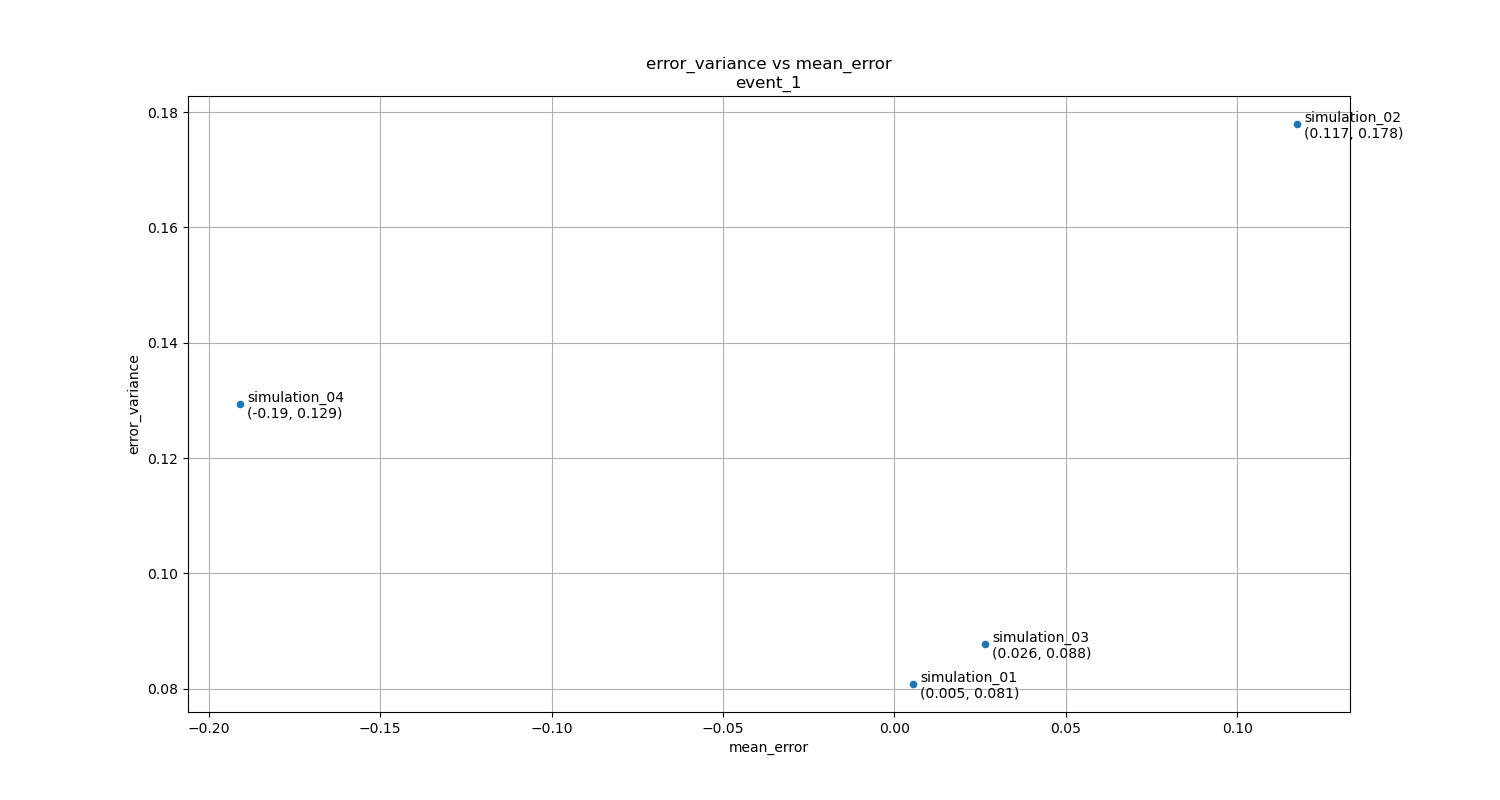 error_variance vs mean_error
event_1
0.18
0.16
0.14
0.12
0.10
0.08
error_variance
simulation_02
(0.117, 0.178)
simulation_04
(-0.19, 0.129)
simulation_03
(0.026, 0.088)
simulation_01
(0.005, 0.081)
−0.20
−0.15
−0.10
−0.05
0.00
0.05
0.10
mean_error